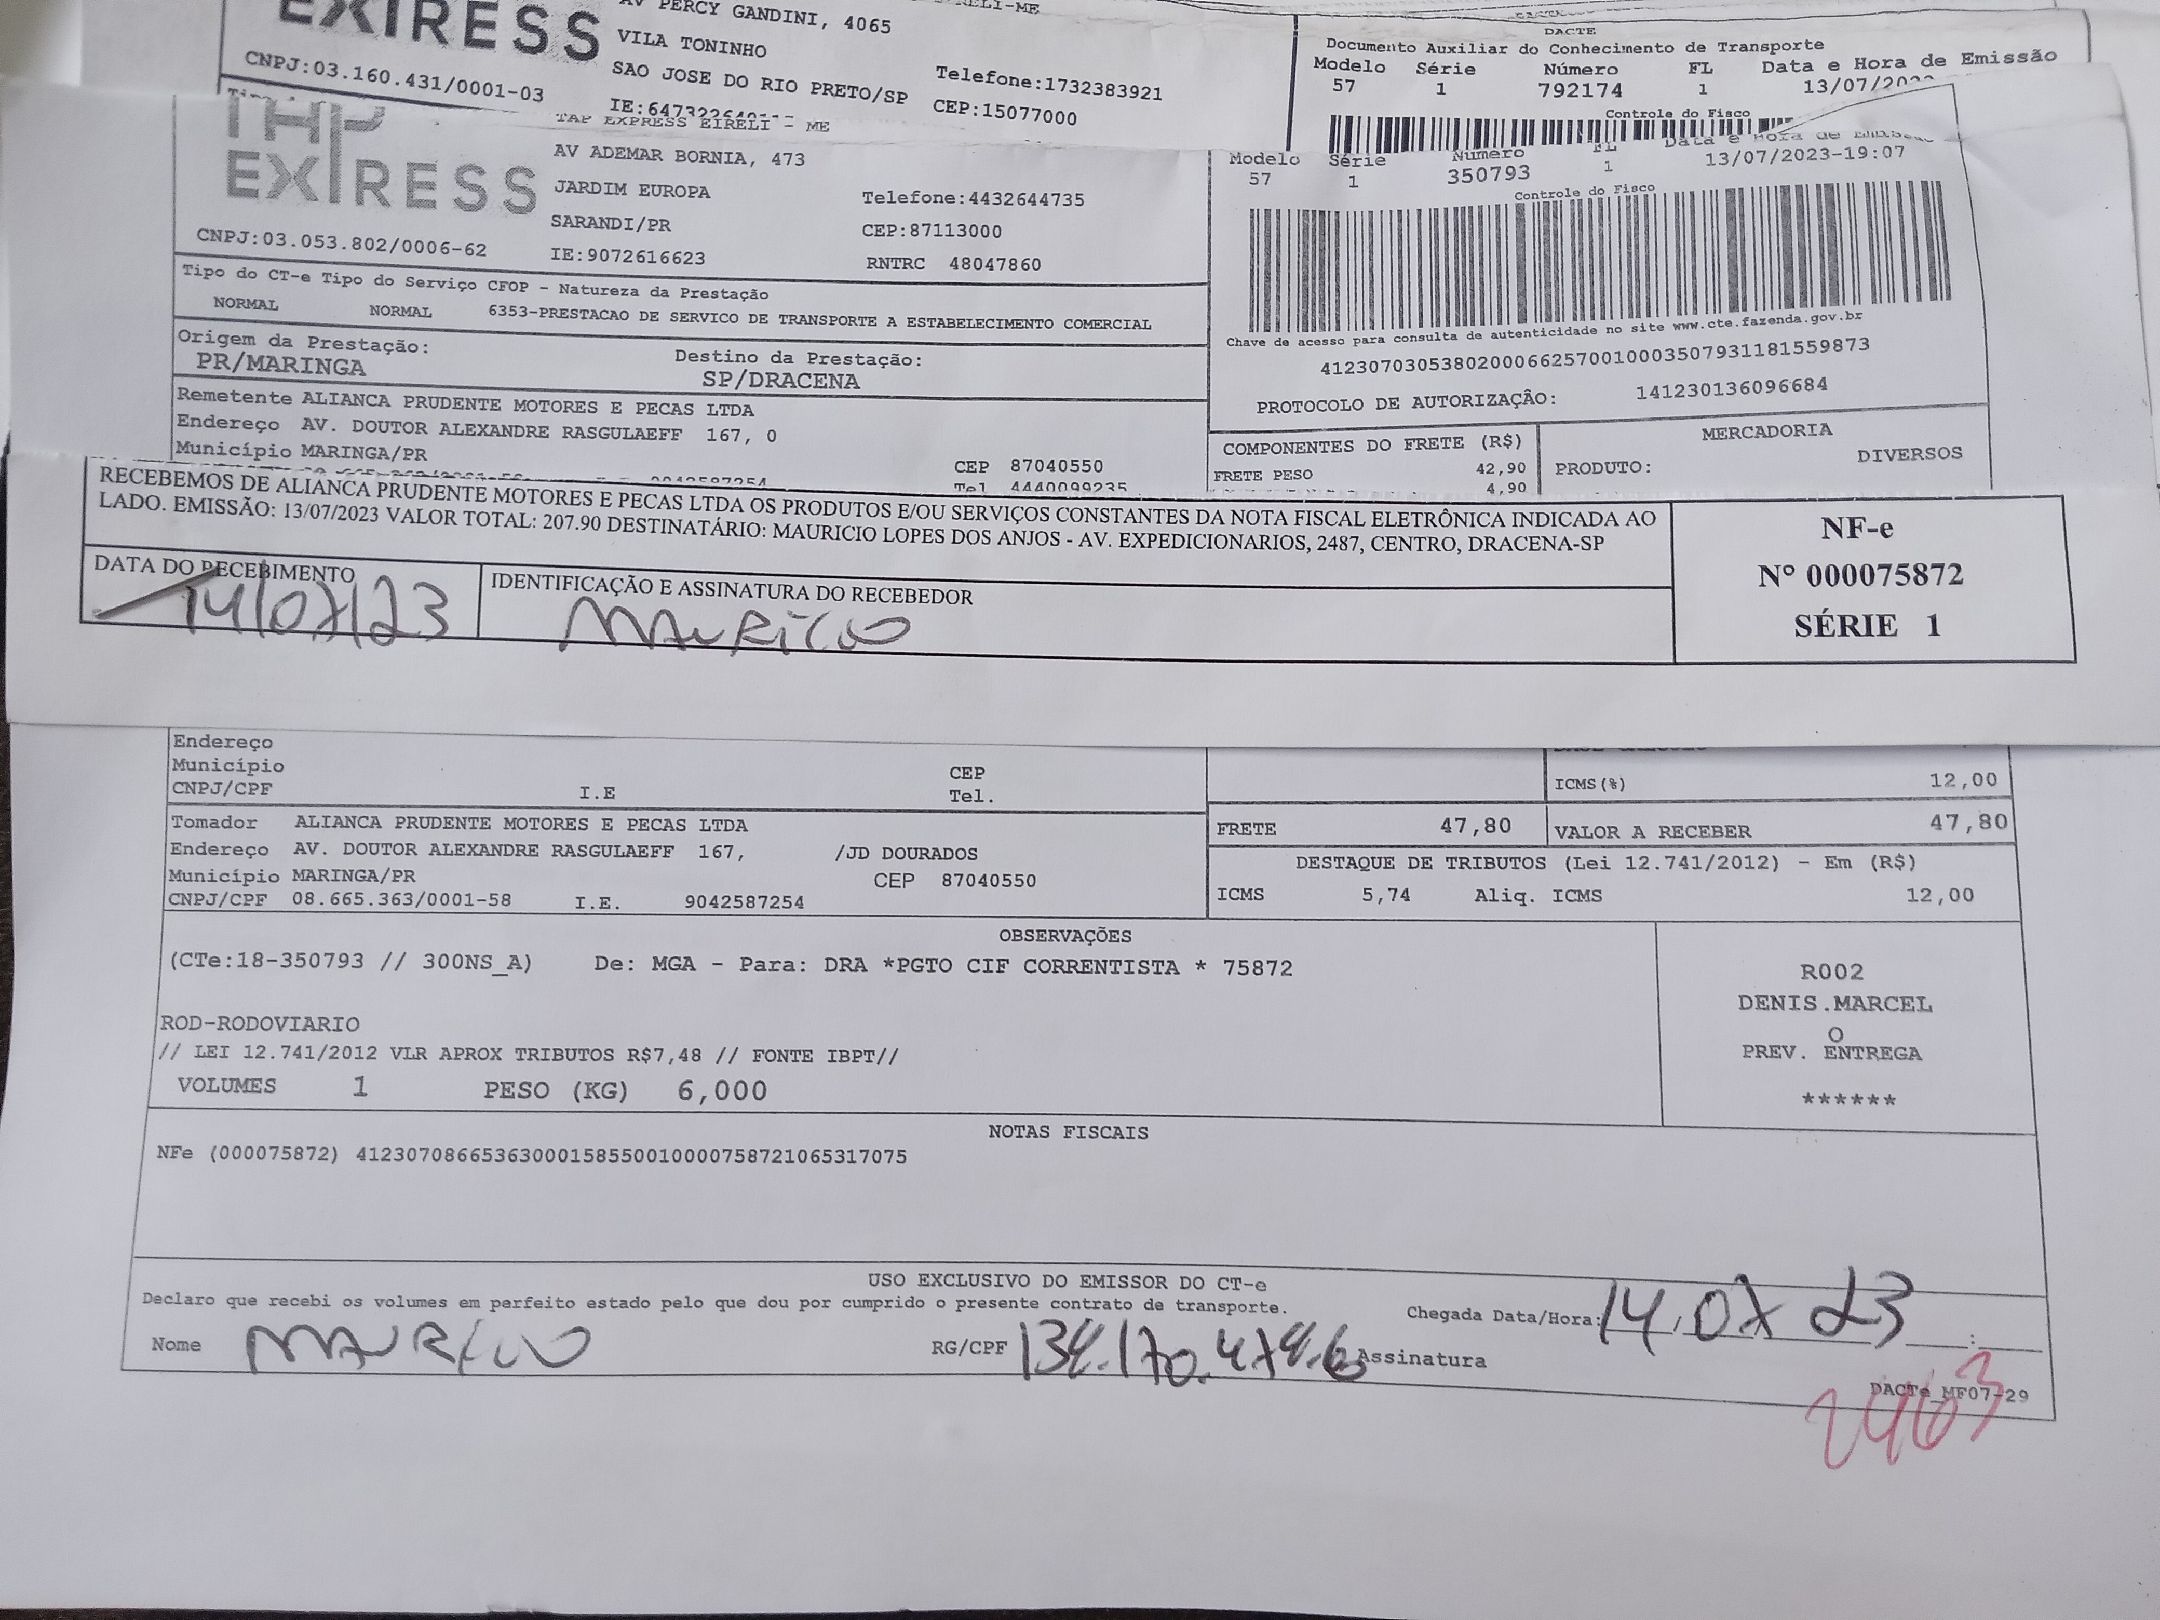 EXPRESS
AV PERCY GANDINI, 4065
VILA TONINHO
SAO JOSE DO RIO PRETO/SP
Telefone:1732383921
CEP:15077000
CNPJ:03.160.431/0001-03
DACTE
Documento Auxiliar do Conhecimento de Transporte
Modelo Série Número FL Data e Hora de Emissão
57 1 792174 1
Controle do Fisco
EXPRESS
TAP EXPRESS EIRELI - ME
AV ADEMAR BORNIA, 473
JARDIM EUROPA
SARANDI/PR
IE:9072616623
Telefone:4432644735
CEP:87113000
RNTRC 48047860
CNPJ:03.053.802/0006-62
Modelo Série Número
57 1 350793 1 13/07/2023-19:07
Controle do Fisco
Chave de acesso para consulta de autenticidade no site www.cte.fazenda.gov.br
41230703053802000662570010003507931181559873
PROTOCOLO DE AUTORIZAÇÃO: 141230136096684
Tipo do CT-e Tipo do Serviço CFOP - Natureza da Prestação
NORMAL NORMAL 6353-PRESTACAO DE SERVICO DE TRANSPORTE A ESTABELECIMENTO COMERCIAL
Origem da Prestação: Destino da Prestação:
PR/MARINGA SP/DRACENA
Remetente ALIANCA PRUDENTE MOTORES E PECAS LTDA
Endereço AV. DOUTOR ALEXANDRE RASGULAEFF 167, 0
Município MARINGA/PR CEP 87040550
Tel 4440099235
COMPONENTES DO FRETE (R$)
FRETE PESO 42,90
4,90
MERCADORIA
PRODUTO: DIVERSOS
RECEBEMOS DE ALIANCA PRUDENTE MOTORES E PECAS LTDA OS PRODUTOS E/OU SERVIÇOS CONSTANTES DA NOTA FISCAL ELETRÔNICA INDICADA AO
LADO. EMISSÃO: 13/07/2023 VALOR TOTAL: 207.90 DESTINATÁRIO: MAURICIO LOPES DOS ANJOS - AV. EXPEDICIONARIOS, 2487, CENTRO, DRACENA-SP
DATA DO RECEBIMENTO
14/07/23
IDENTIFICAÇÃO E ASSINATURA DO RECEBEDOR
MAURICIO
NF-e
Nº 000075872
SÉRIE 1
Endereço
Município CEP
CNPJ/CPF I.E Tel.
ICMS(%) 12,00
Tomador ALIANCA PRUDENTE MOTORES E PECAS LTDA
Endereço AV. DOUTOR ALEXANDRE RASGULAEFF 167, /JD DOURADOS
Município MARINGA/PR CEP 87040550
CNPJ/CPF 08.665.363/0001-58 I.E. 9042587254
FRETE 47,80 VALOR A RECEBER 47,80
DESTAQUE DE TRIBUTOS (Lei 12.741/2012) - Em (R$)
ICMS 5,74 Aliq. ICMS 12,00
OBSERVAÇÕES
(CTe:18-350793 // 300NS_A) De: MGA - Para: DRA *PGTO CIF CORRENTISTA * 75872
ROD-RODOVIARIO
// LEI 12.741/2012 VLR APROX TRIBUTOS R$7,48 // FONTE IBPT//
VOLUMES 1 PESO (KG) 6,000
R002
DENIS.MARCEL
O
PREV. ENTREGA
******
NOTAS FISCAIS
NFe (000075872) 41230708665363000158550010000758721065317075
USO EXCLUSIVO DO EMISSOR DO CT-e
Declaro que recebi os volumes em perfeito estado pelo que dou por cumprido o presente contrato de transporte.
Chegada Data/Hora: 14.07 23
Nome MAURICIO RG/CPF Assinatura
DACTe_MF07-29
2463